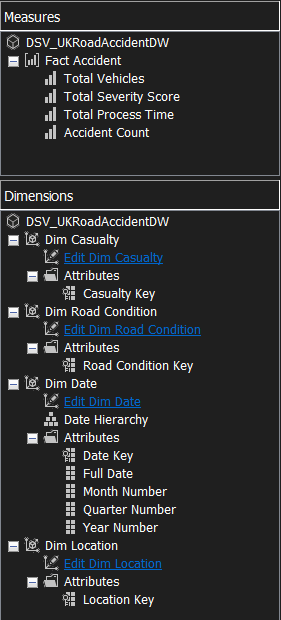 Measures
DSV_UKRoadAccidentDW
Fact Accident
Total Vehicles
Total Severity Score
Total Process Time
Accident Count
Dimensions
DSV_UKRoadAccidentDW
Dim Casualty
Edit Dim Casualty
Attributes
Casualty Key
Dim Road Condition
Edit Dim Road Condition
Attributes
Road Condition Key
Dim Date
Edit Dim Date
Date Hierarchy
Attributes
Date Key
Full Date
Month Number
Quarter Number
Year Number
Dim Location
Edit Dim Location
Attributes
Location Key